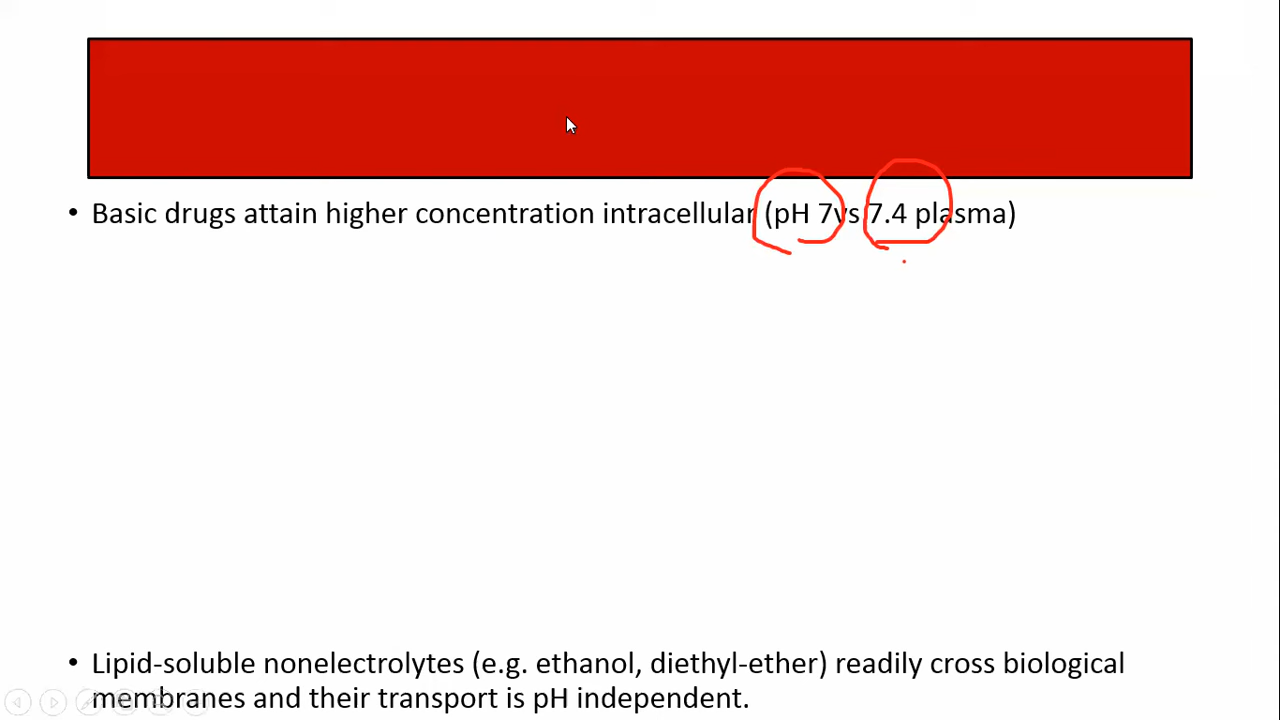 • Basic drugs attain higher concentration intracellular (pH 7vs 7.4 plasma)
• Lipid-soluble nonelectrolytes (e.g. ethanol, diethyl-ether) readily cross biological
membranes and their transport is pH independent.